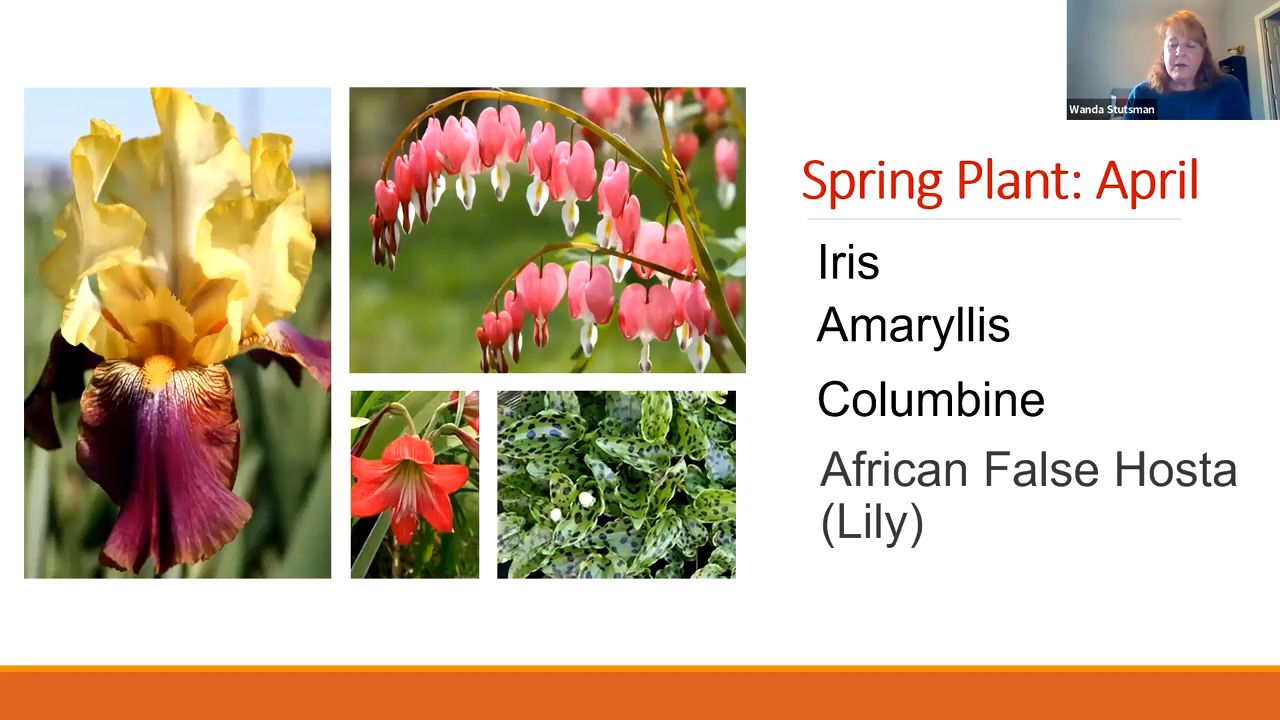 Wanda Stutsman
Spring Plant: April
Iris
Amaryllis
Columbine
African False Hosta
(Lily)